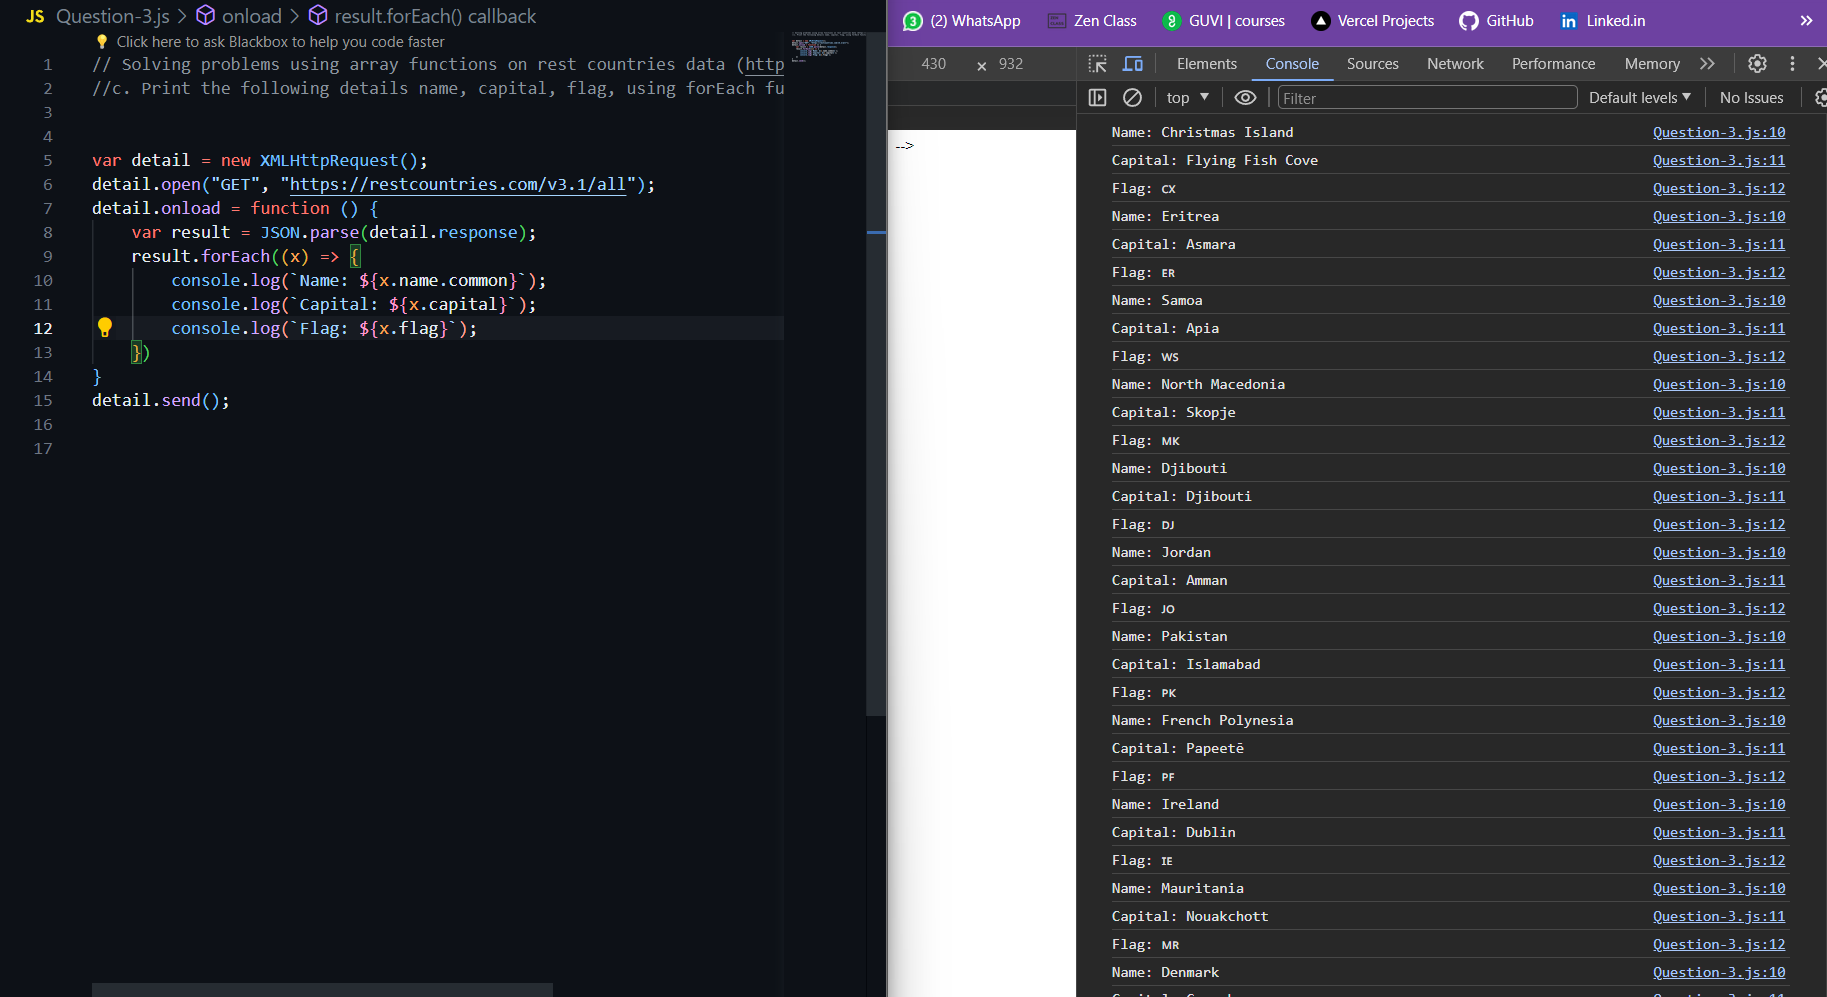 JS Question-3.js > onload > result.forEach() callback
Click here to ask Blackbox to help you code faster
1 // Solving problems using array functions on rest countries data (http
2 //c. Print the following details name, capital, flag, using forEach fu
3
4
5 var detail = new XMLHttpRequest();
6 detail.open("GET", "https://restcountries.com/v3.1/all");
7 detail.onload = function () {
8 var result = JSON.parse(detail.response);
9 result.forEach((x) => {
10 console.log(`Name: ${x.name.common}`);
11 console.log(`Capital: ${x.capital}`);
12 console.log(`Flag: ${x.flag}`);
13 })
14 }
15 detail.send();
16
17
(2) WhatsApp Zen Class GUVI | courses Vercel Projects GitHub Linked.in »
430 × 932
-->
Elements Console Sources Network Performance Memory
top Filter Default levels No Issues
Name: Christmas Island Question-3.js:10
Capital: Flying Fish Cove Question-3.js:11
Flag: CX Question-3.js:12
Name: Eritrea Question-3.js:10
Capital: Asmara Question-3.js:11
Flag: ER Question-3.js:12
Name: Samoa Question-3.js:10
Capital: Apia Question-3.js:11
Flag: WS Question-3.js:12
Name: North Macedonia Question-3.js:10
Capital: Skopje Question-3.js:11
Flag: MK Question-3.js:12
Name: Djibouti Question-3.js:10
Capital: Djibouti Question-3.js:11
Flag: DJ Question-3.js:12
Name: Jordan Question-3.js:10
Capital: Amman Question-3.js:11
Flag: JO Question-3.js:12
Name: Pakistan Question-3.js:10
Capital: Islamabad Question-3.js:11
Flag: PK Question-3.js:12
Name: French Polynesia Question-3.js:10
Capital: Papeetē Question-3.js:11
Flag: PF Question-3.js:12
Name: Ireland Question-3.js:10
Capital: Dublin Question-3.js:11
Flag: IE Question-3.js:12
Name: Mauritania Question-3.js:10
Capital: Nouakchott Question-3.js:11
Flag: MR Question-3.js:12
Name: Denmark Question-3.js:10